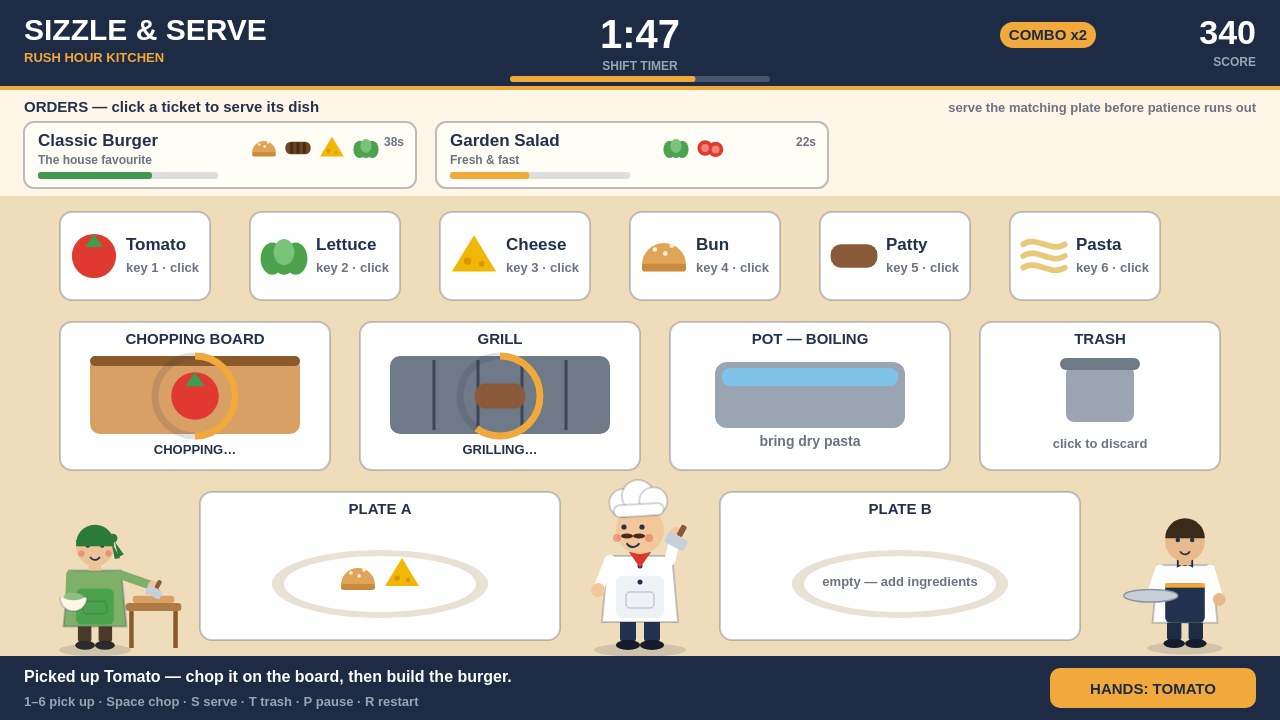 SIZZLE & SERVE
RUSH HOUR KITCHEN
1:47
SHIFT TIMER
COMBO x2
340
SCORE
ORDERS — click a ticket to serve its dish
serve the matching plate before patience runs out
Classic Burger
The house favourite
38s
Garden Salad
Fresh & fast
22s
Tomato
key 1 · click
Lettuce
key 2 · click
Cheese
key 3 · click
Bun
key 4 · click
Patty
key 5 · click
Pasta
key 6 · click
CHOPPING BOARD
CHOPPING…
GRILL
GRILLING…
POT — BOILING
bring dry pasta
TRASH
click to discard
PLATE A
PLATE B
empty — add ingredients
Picked up Tomato — chop it on the board, then build the burger.
1–6 pick up · Space chop · S serve · T trash · P pause · R restart
HANDS: TOMATO